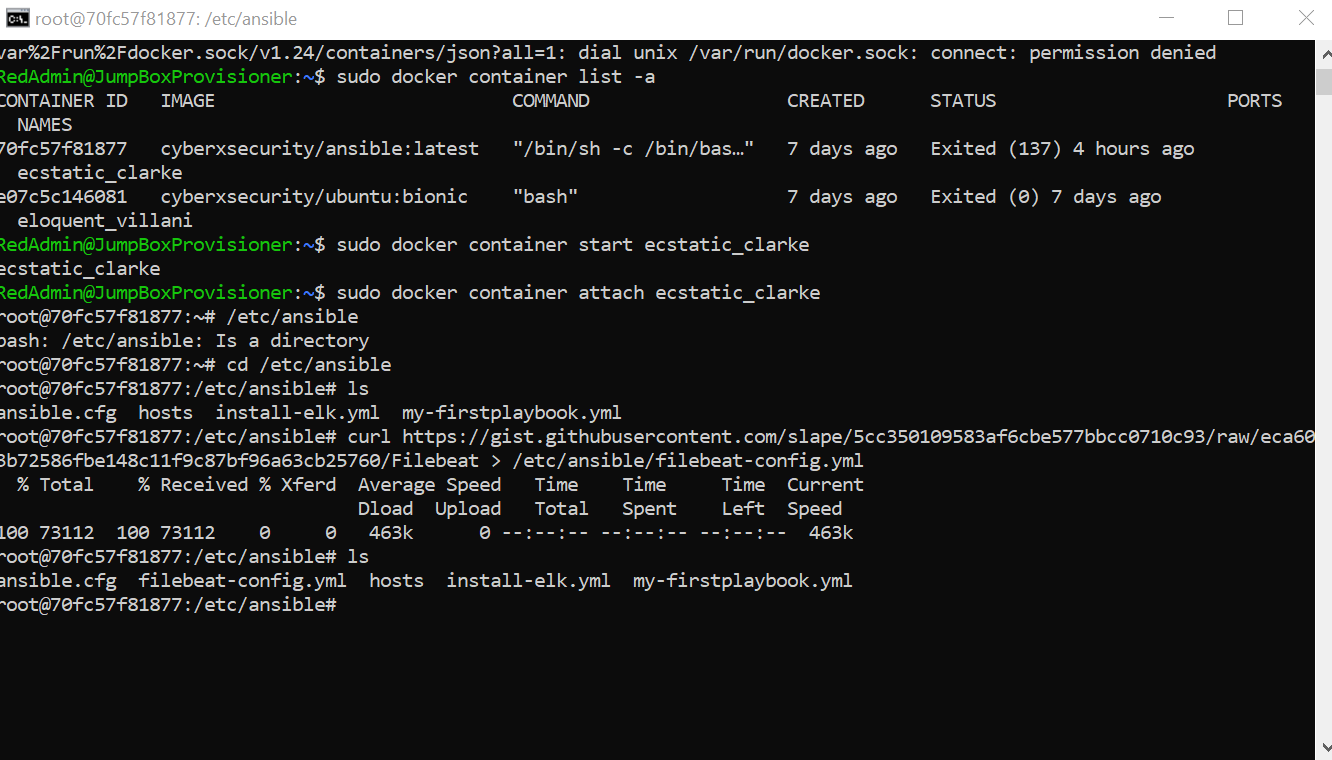 root@70fc57f81877: /etc/ansible
var%2Frun%2Fdocker.sock/v1.24/containers/json?all=1: dial unix /var/run/docker.sock: connect: permission denied
RedAdmin@JumpBoxProvisioner:~$ sudo docker container list -a
CONTAINER ID   IMAGE                           COMMAND                  CREATED      STATUS                     PORTS
  NAMES
70fc57f81877   cyberxsecurity/ansible:latest   "/bin/sh -c /bin/bas…"   7 days ago   Exited (137) 4 hours ago
  ecstatic_clarke
e07c5c146081   cyberxsecurity/ubuntu:bionic    "bash"                   7 days ago   Exited (0) 7 days ago
  eloquent_villani
RedAdmin@JumpBoxProvisioner:~$ sudo docker container start ecstatic_clarke
ecstatic_clarke
RedAdmin@JumpBoxProvisioner:~$ sudo docker container attach ecstatic_clarke
root@70fc57f81877:~# /etc/ansible
bash: /etc/ansible: Is a directory
root@70fc57f81877:~# cd /etc/ansible
root@70fc57f81877:/etc/ansible# ls
ansible.cfg  hosts  install-elk.yml  my-firstplaybook.yml
root@70fc57f81877:/etc/ansible# curl https://gist.githubusercontent.com/slape/5cc350109583af6cbe577bbcc0710c93/raw/eca60
3b72586fbe148c11f9c87bf96a63cb25760/Filebeat > /etc/ansible/filebeat-config.yml
  % Total    % Received % Xferd  Average Speed   Time    Time     Time  Current
                                 Dload  Upload   Total   Spent    Left  Speed
100 73112  100 73112    0     0   463k      0 --:--:-- --:--:-- --:--:--  463k
root@70fc57f81877:/etc/ansible# ls
ansible.cfg  filebeat-config.yml  hosts  install-elk.yml  my-firstplaybook.yml
root@70fc57f81877:/etc/ansible#